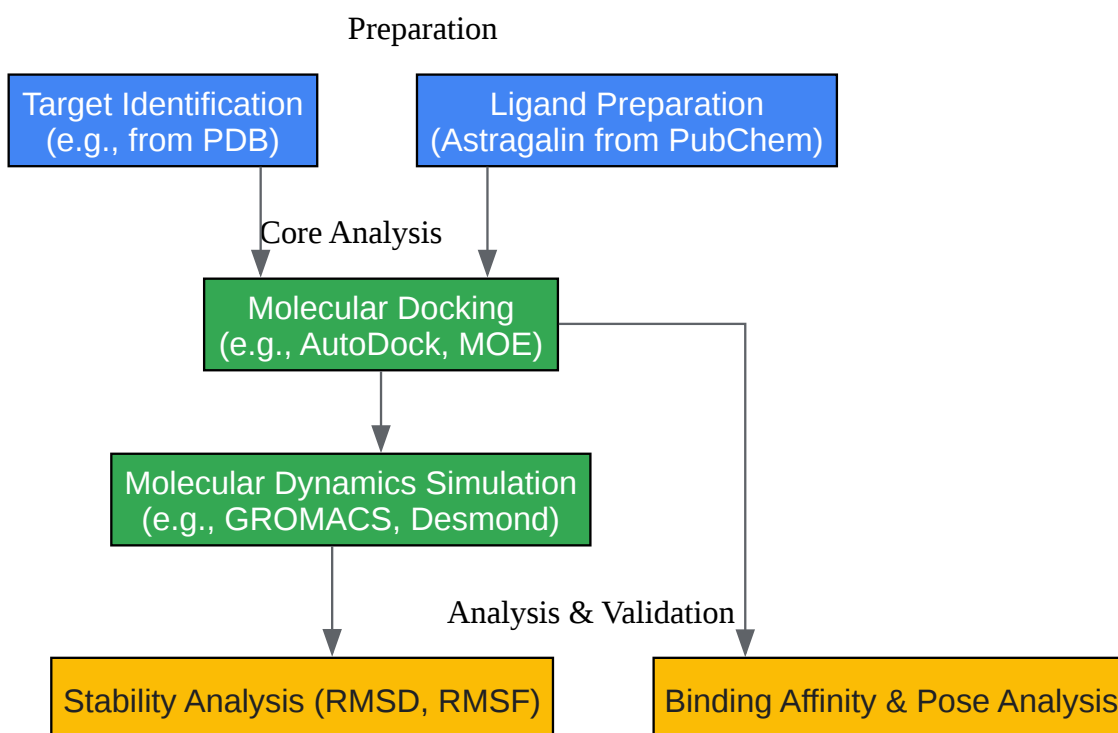 Preparation
Target Identification
(e.g., from PDB)
Ligand Preparation
(Astragalin from PubChem)
Core Analysis
Molecular Docking
(e.g., AutoDock, MOE)
Molecular Dynamics Simulation
(e.g., GROMACS, Desmond)
Analysis & Validation
Stability Analysis (RMSD, RMSF)
Binding Affinity & Pose Analysis